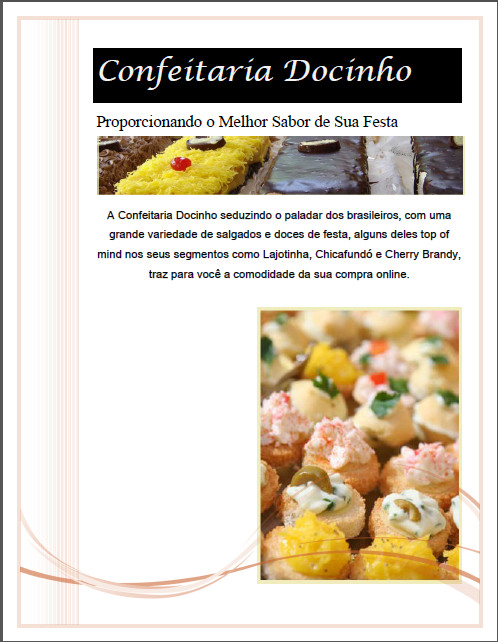 Confeitaria Docinho
Proporcionando o Melhor Sabor de Sua Festa
A Confeitaria Docinho seduzindo o paladar dos brasileiros, com uma
grande variedade de salgados e doces de festa, alguns deles top of
mind nos seus segmentos como Lajotinha, Chicafundó e Cherry Brandy,
traz para você a comodidade da sua compra online.